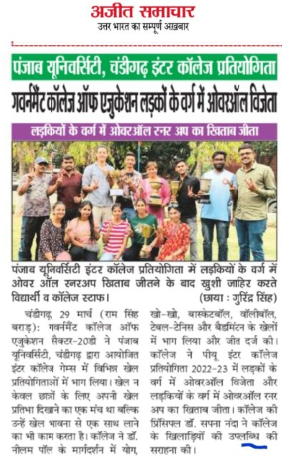 अजीत समाचार
उत्तर भारत का सम्पूर्ण अख़बार
पंजाब यूनिवर्सिटी, चंडीगढ़ इंटर कॉलेज प्रतियोगिता
गवर्नमैंट कॉलेज ऑफ एजुकेशन लड़कों के वर्ग में ओवरऑल विजेता
लड़कियों के वर्ग में ओवरऑल रनर अप का खिताब जीता
पंजाब यूनिवर्सिटी इंटर कॉलेज प्रतियोगिता में लड़कियों के वर्ग में
ओवर ऑल रनरअप खिताब जीतने के बाद खुशी जाहिर करते
विद्यार्थी व कॉलेज स्टाफ। (छाया : गुरिंद्र सिंह)
चंडीगढ़ 29 मार्च (राम सिंह
बराड़): गवर्नमैंट कॉलेज ऑफ
एजुकेशन सैक्टर-20डी ने पंजाब
यूनिवर्सिटी, चंडीगढ़ द्वारा आयोजित
इंटर कॉलेज गेम्स में विभिन्न खेल
प्रतियोगिताओं में भाग लिया। खेल न
केवल छात्रों के लिए अपनी खेल
प्रतिभा दिखाने का एक मंच था बल्कि
उन्हें खेल भावना से एक साथ लाने
का भी काम करता है। कॉलेज ने डॉ.
नीलम पॉल के मार्गदर्शन में योग,
खो-खो, बास्केटबॉल, वॉलीबॉल,
टेबल-टेनिस और बैडमिंटन के खेलों
में भाग लिया और जीत दर्ज की।
कॉलेज ने पीयू इंटर कॉलेज
प्रतियोगिता 2022-23 में लड़कों के
वर्ग में ओवरऑल विजेता और
लड़कियों के वर्ग में ओवरऑल रनर
अप का खिताब जीता। कॉलेज की
प्रिंसिपल डॉ. सपना नंदा ने कॉलेज
के खिलाड़ियों की उपलब्धि की
सराहना की।